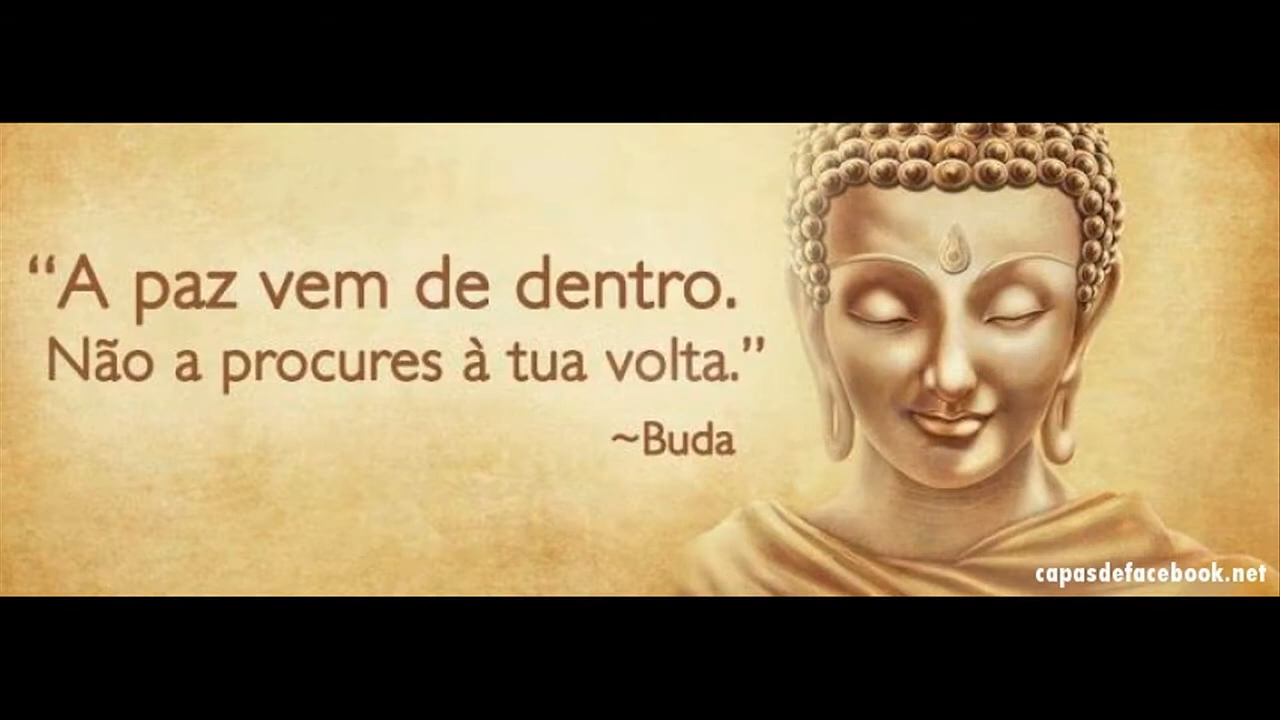 “A paz vem de dentro.
Não a procures à tua volta.”
~Buda
capasdefacebook.net